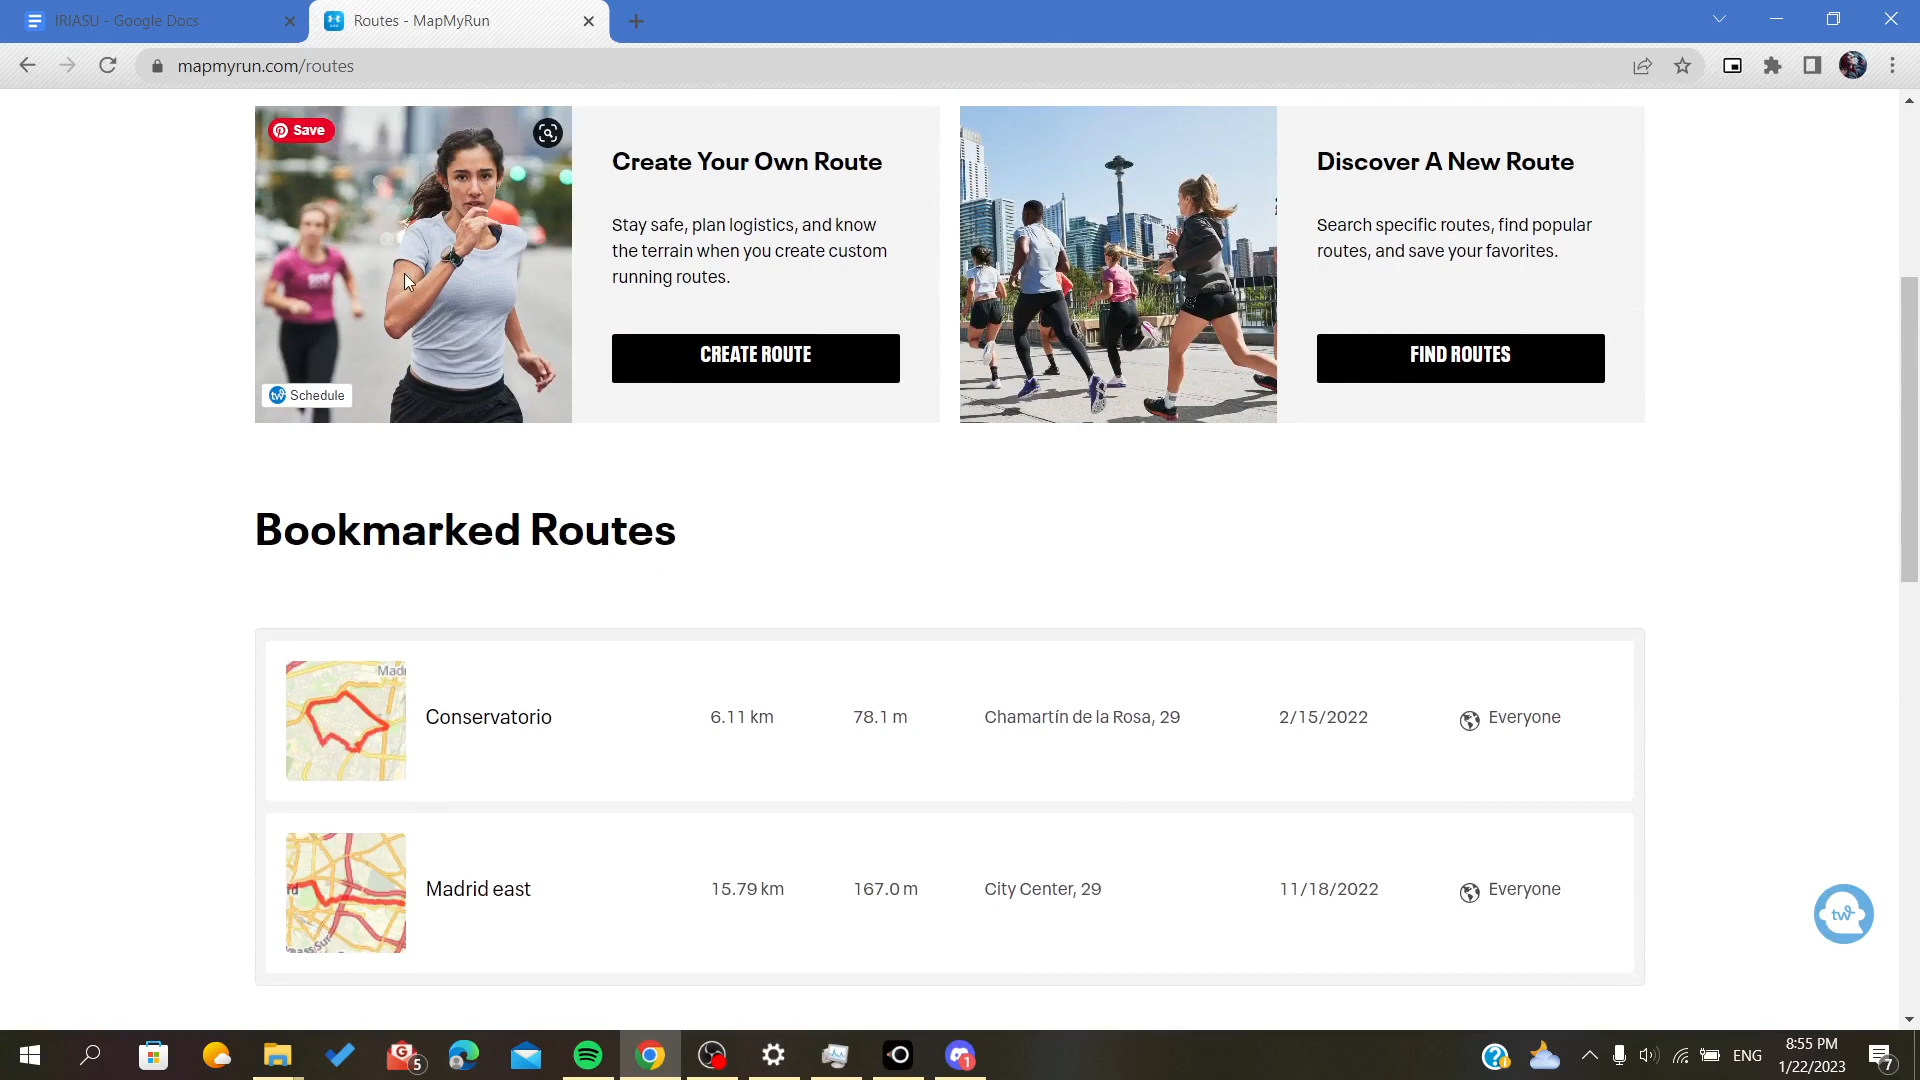 IRIASU - Google Docs
Routes - MapMyRun
mapmyrun.com/routes
Save
Schedule
Create Your Own Route
Stay safe, plan logistics, and know
the terrain when you create custom
running routes.
CREATE ROUTE
Discover A New Route
Search specific routes, find popular
routes, and save your favorites.
FIND ROUTES
Bookmarked Routes
Conservatorio 6.11 km 78.1 m Chamartín de la Rosa, 29 2/15/2022 Everyone
Madrid east 15.79 km 167.0 m City Center, 29 11/18/2022 Everyone
tw
5
1
ENG
8:55 PM
1/22/2023
7